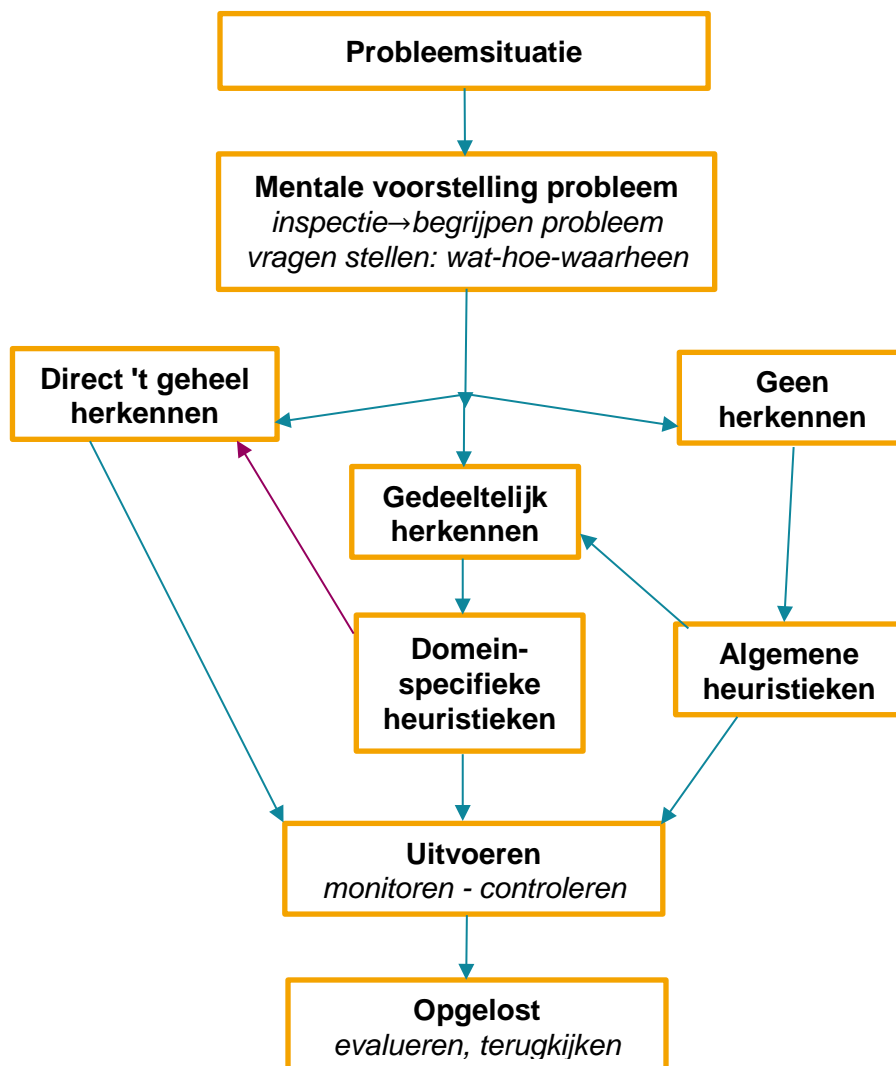 Probleemsituatie
Mentale voorstelling probleem
inspectie→begrijpen probleem
vragen stellen: wat-hoe-waarheen
Direct 't geheel
herkennen
Geen
herkennen
Gedeeltelijk
herkennen
Domein-
specifieke
heuristieken
Algemene
heuristieken
Uitvoeren
monitoren - controleren
Opgelost
evalueren, terugkijken